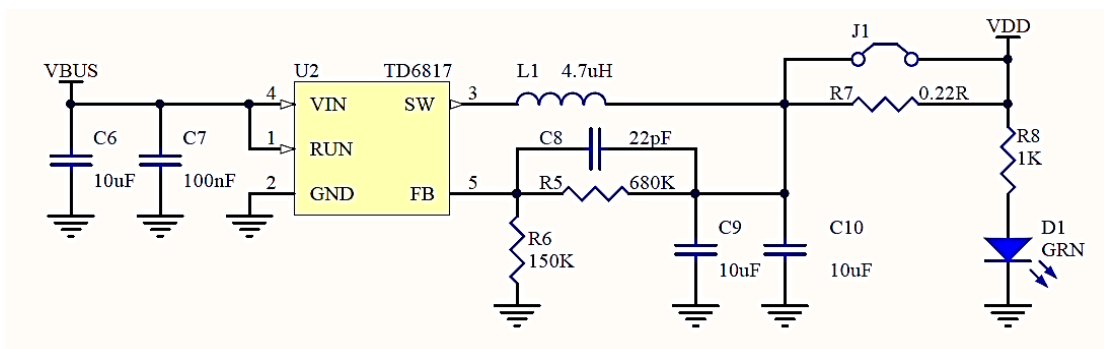 J1
VDD
VBUS
U2 TD6817
L1 4.7uH
4 VIN SW 3
R7 0.22R
C6 C7
1 RUN
C8 22pF
R8
1K
10uF 100nF
2 GND FB 5
R5 680K
R6
150K
C9 C10
D1
GRN
10uF 10uF